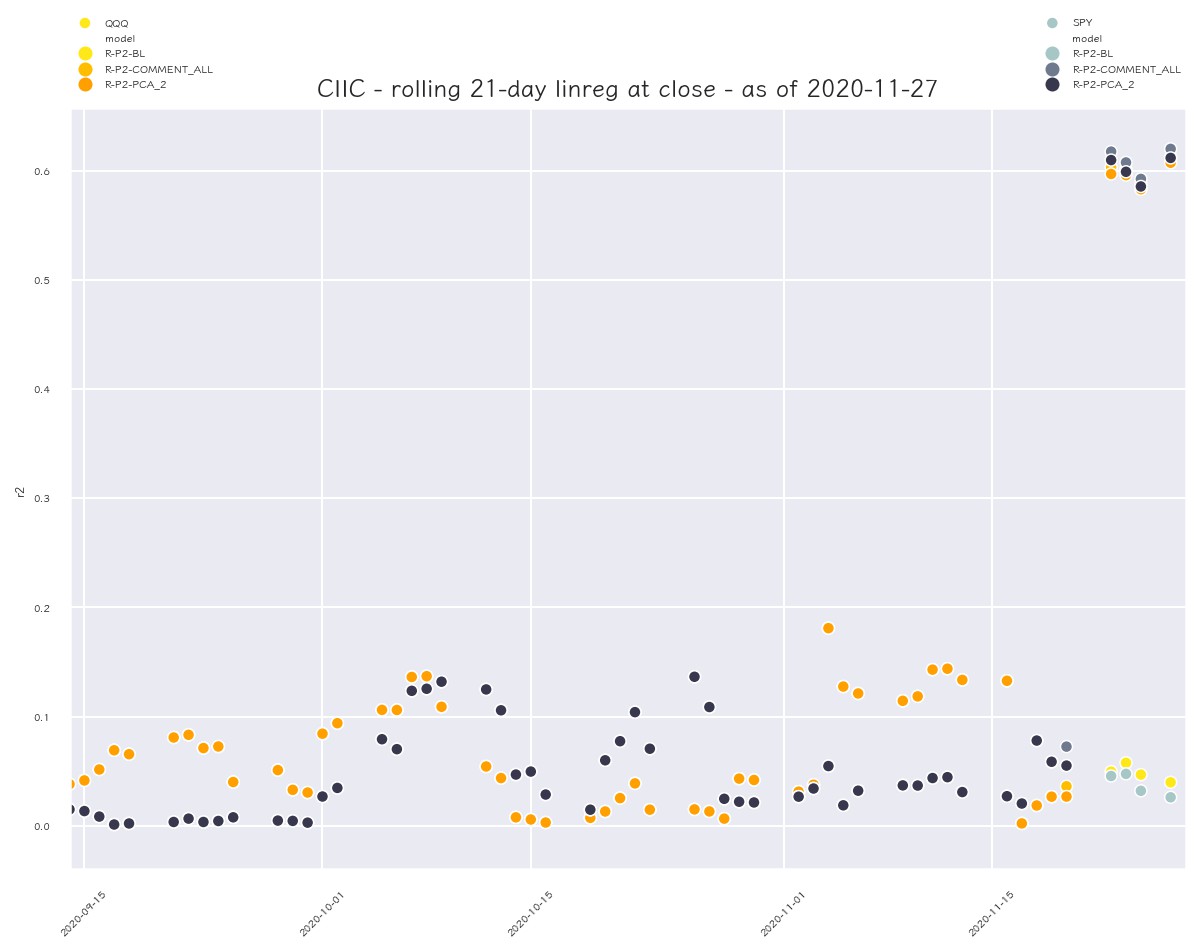 QQQ
model
R-P2-BL
R-P2-COMMENT_ALL
R-P2-PCA_2
SPY
model
R-P2-BL
R-P2-COMMENT_ALL
R-P2-PCA_2
CIIC - rolling 21-day linreg at close - as of 2020-11-27
r2
0.6
0.5
0.4
0.3
0.2
0.1
0.0
2020-09-15
2020-10-01
2020-10-15
2020-11-01
2020-11-15